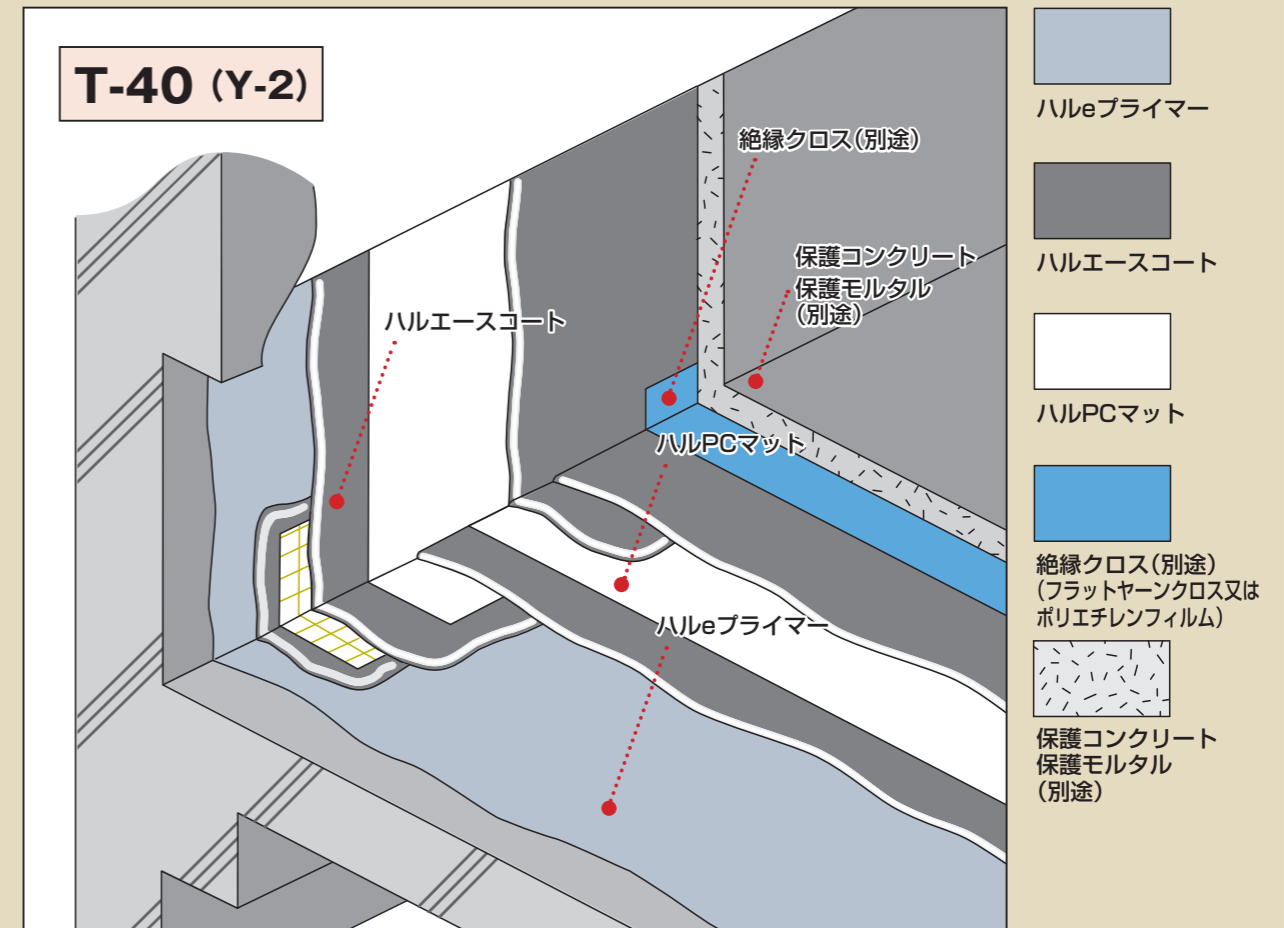 T-40（Y-2）
絶縁クロス（別途）
保護コンクリート
保護モルタル
（別途）
ハルエースコート
ハルPCマット
ハルeプライマー
ハルeプライマー
ハルエースコート
ハルPCマット
絶縁クロス（別途）
（フラットヤーンクロス又は
ポリエチレンフィルム）
保護コンクリート
保護モルタル
（別途）